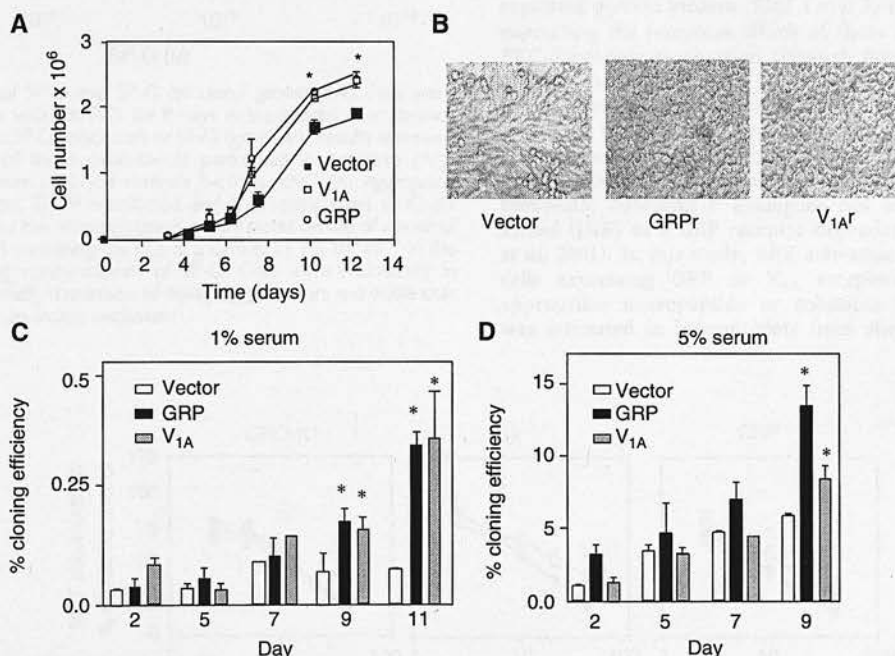 A
Cell number x 10⁶
3
2
1
0
0 2 4 6 8 10 12 14
Time (days)
* *
Vector
V1A
GRP
B
Vector
GRPr
V1Ar
C
1% serum
% cloning efficiency
0.5
0.25
0.0
Vector
GRP
V1A
* * * *
2 5 7 9 11
Day
D
5% serum
% cloning efficiency
15
10
5
0.0
Vector
GRP
V1A
* *
2 5 7 9
Day